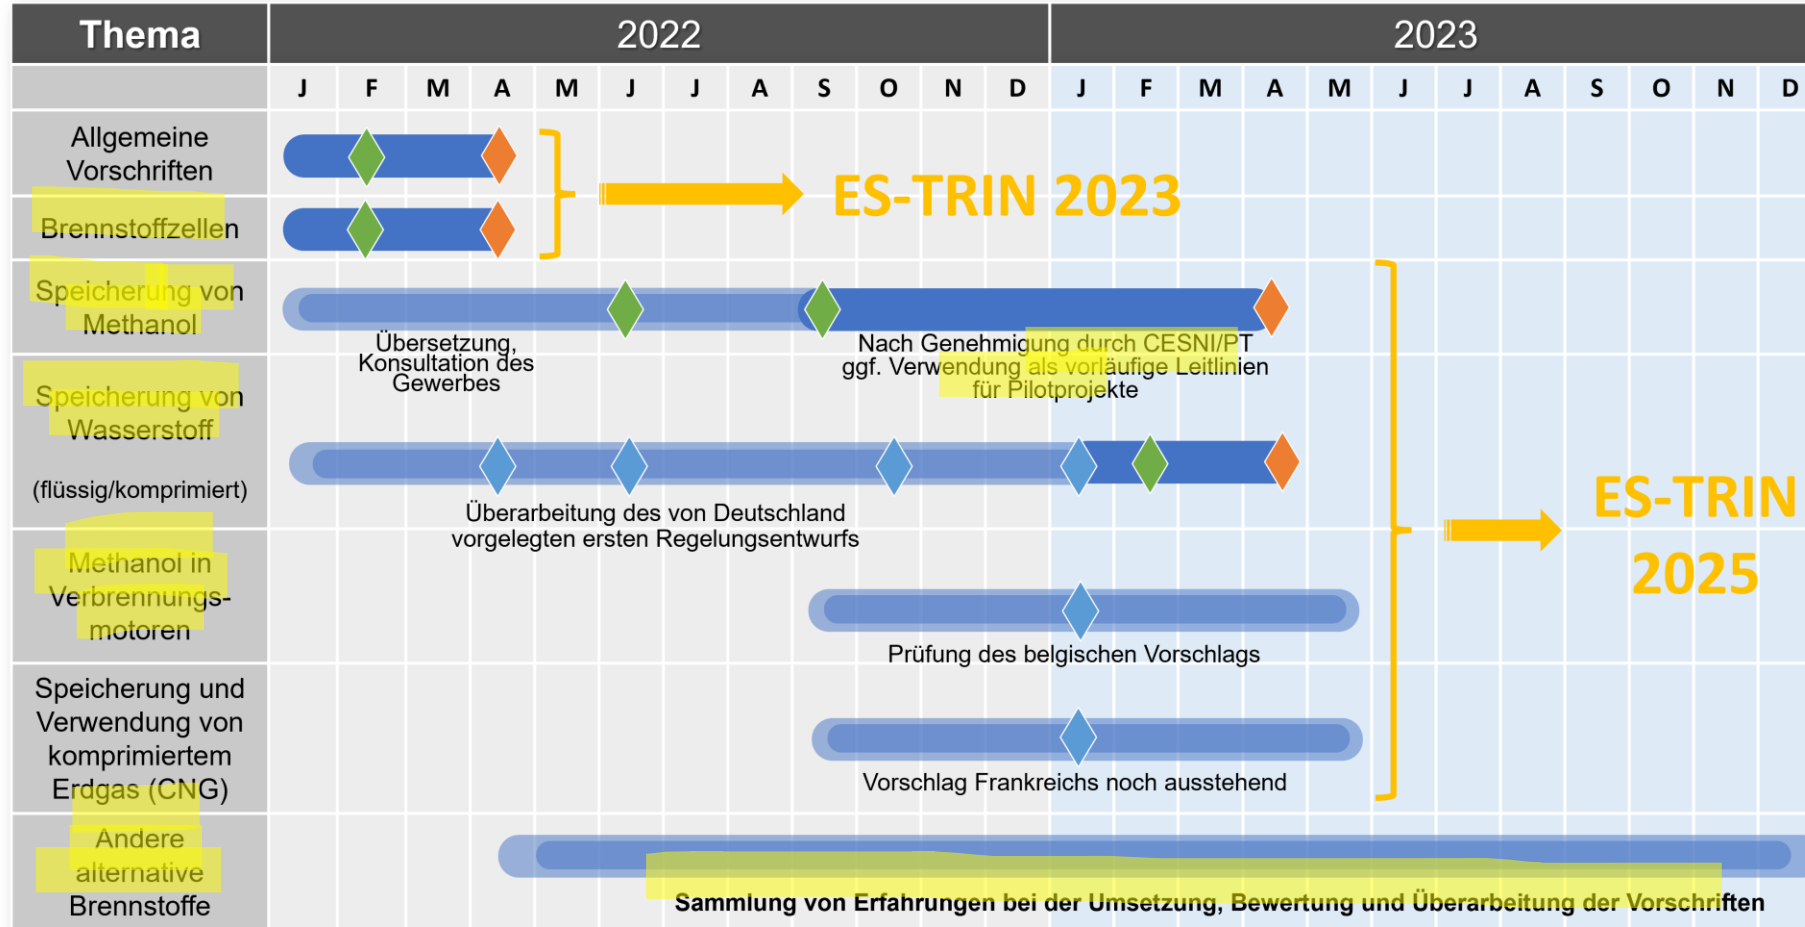 Thema 2022 2023
J F M A M J J A S O N D J F M A M J J A S O N D
Allgemeine
Vorschriften
ES-TRIN 2023
Brennstoffzellen
Speicherung von
Methanol
Übersetzung,
Konsultation des
Gewerbes
Nach Genehmigung durch CESNI/PT
ggf. Verwendung als vorläufige Leitlinien
für Pilotprojekte
Speicherung von
Wasserstoff
(flüssig/komprimiert)
Überarbeitung des von Deutschland
vorgelegten ersten Regelungsentwurfs
ES-TRIN
2025
Methanol in
Verbrennungs-
motoren
Prüfung des belgischen Vorschlags
Speicherung und
Verwendung von
komprimiertem
Erdgas (CNG)
Vorschlag Frankreichs noch ausstehend
Andere
alternative
Brennstoffe
Sammlung von Erfahrungen bei der Umsetzung, Bewertung und Überarbeitung der Vorschriften